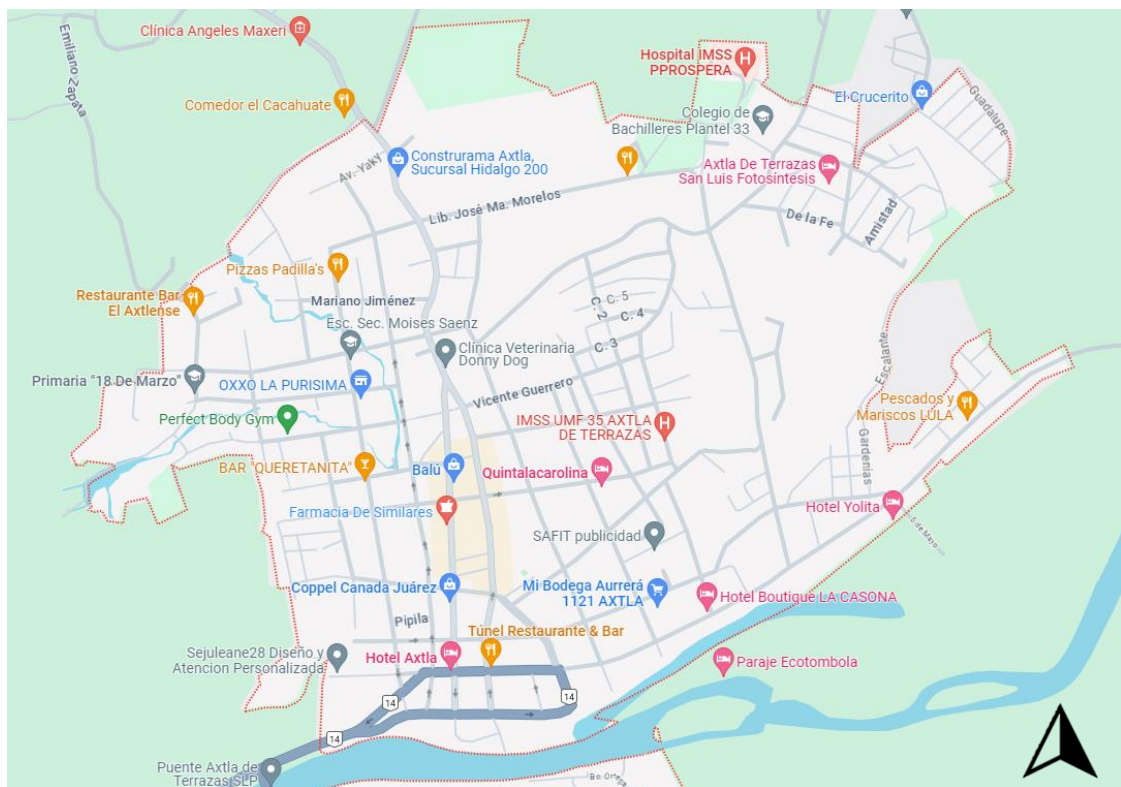 Clínica Angeles Maxeri
Emiliano Zapata
Hospital IMSS
PPROSPERA
El Crucerito
Guadalupe
Comedor el Cacahuate
Colegio de
Bachilleres Plantel 33
Av. Yaky
Construrama Axtla,
Sucursal Hidalgo 200
Axtla De Terrazas
San Luis Fotosíntesis
Lib. José Ma. Morelos
De la Fe
Amistad
Pizzas Padilla's
Restaurante Bar
El Axtlense
Mariano Jiménez
C. 5
C. 2
C. 4
Esc. Sec. Moises Saenz
Clínica Veterinaria
Donny Dog
C. 3
Escalante
Primaria "18 De Marzo"
OXXO LA PURISIMA
Vicente Guerrero
Pescados y
Mariscos LULA
Perfect Body Gym
IMSS UMF 35 AXTLA
DE TERRAZAS
Gardenias
BAR "QUERETANITA"
Balú
Quintalacarolina
Farmacia De Similares
Hotel Yolita
5 de Mayo
SAFIT publicidad
Coppel Canada Juárez
Mi Bodega Aurrerá
1121 AXTLA
Hotel Boutique LA CASONA
Pipila
Túnel Restaurante & Bar
Sejuleane28 Diseño y
Atencion Personalizada
Hotel Axtla
Paraje Ecotombola
14
14
14
Puente Axtla de
Terrazas SLP
Be. Ortega